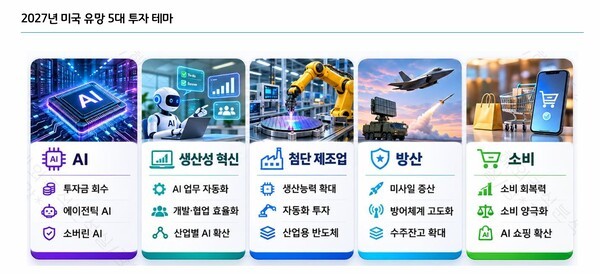 2027년 미국 유망 5대 투자 테마
AI
AI
투자금 회수
에이전틱 AI
소버린 AI
생산성 혁신
AI 업무 자동화
개발·협업 효율화
산업별 AI 확산
첨단 제조업
생산능력 확대
자동화 투자
산업용 반도체
방산
미사일 증산
방어체계 고도화
수주잔고 확대
소비
소비 회복력
소비 양극화
AI 쇼핑 확산